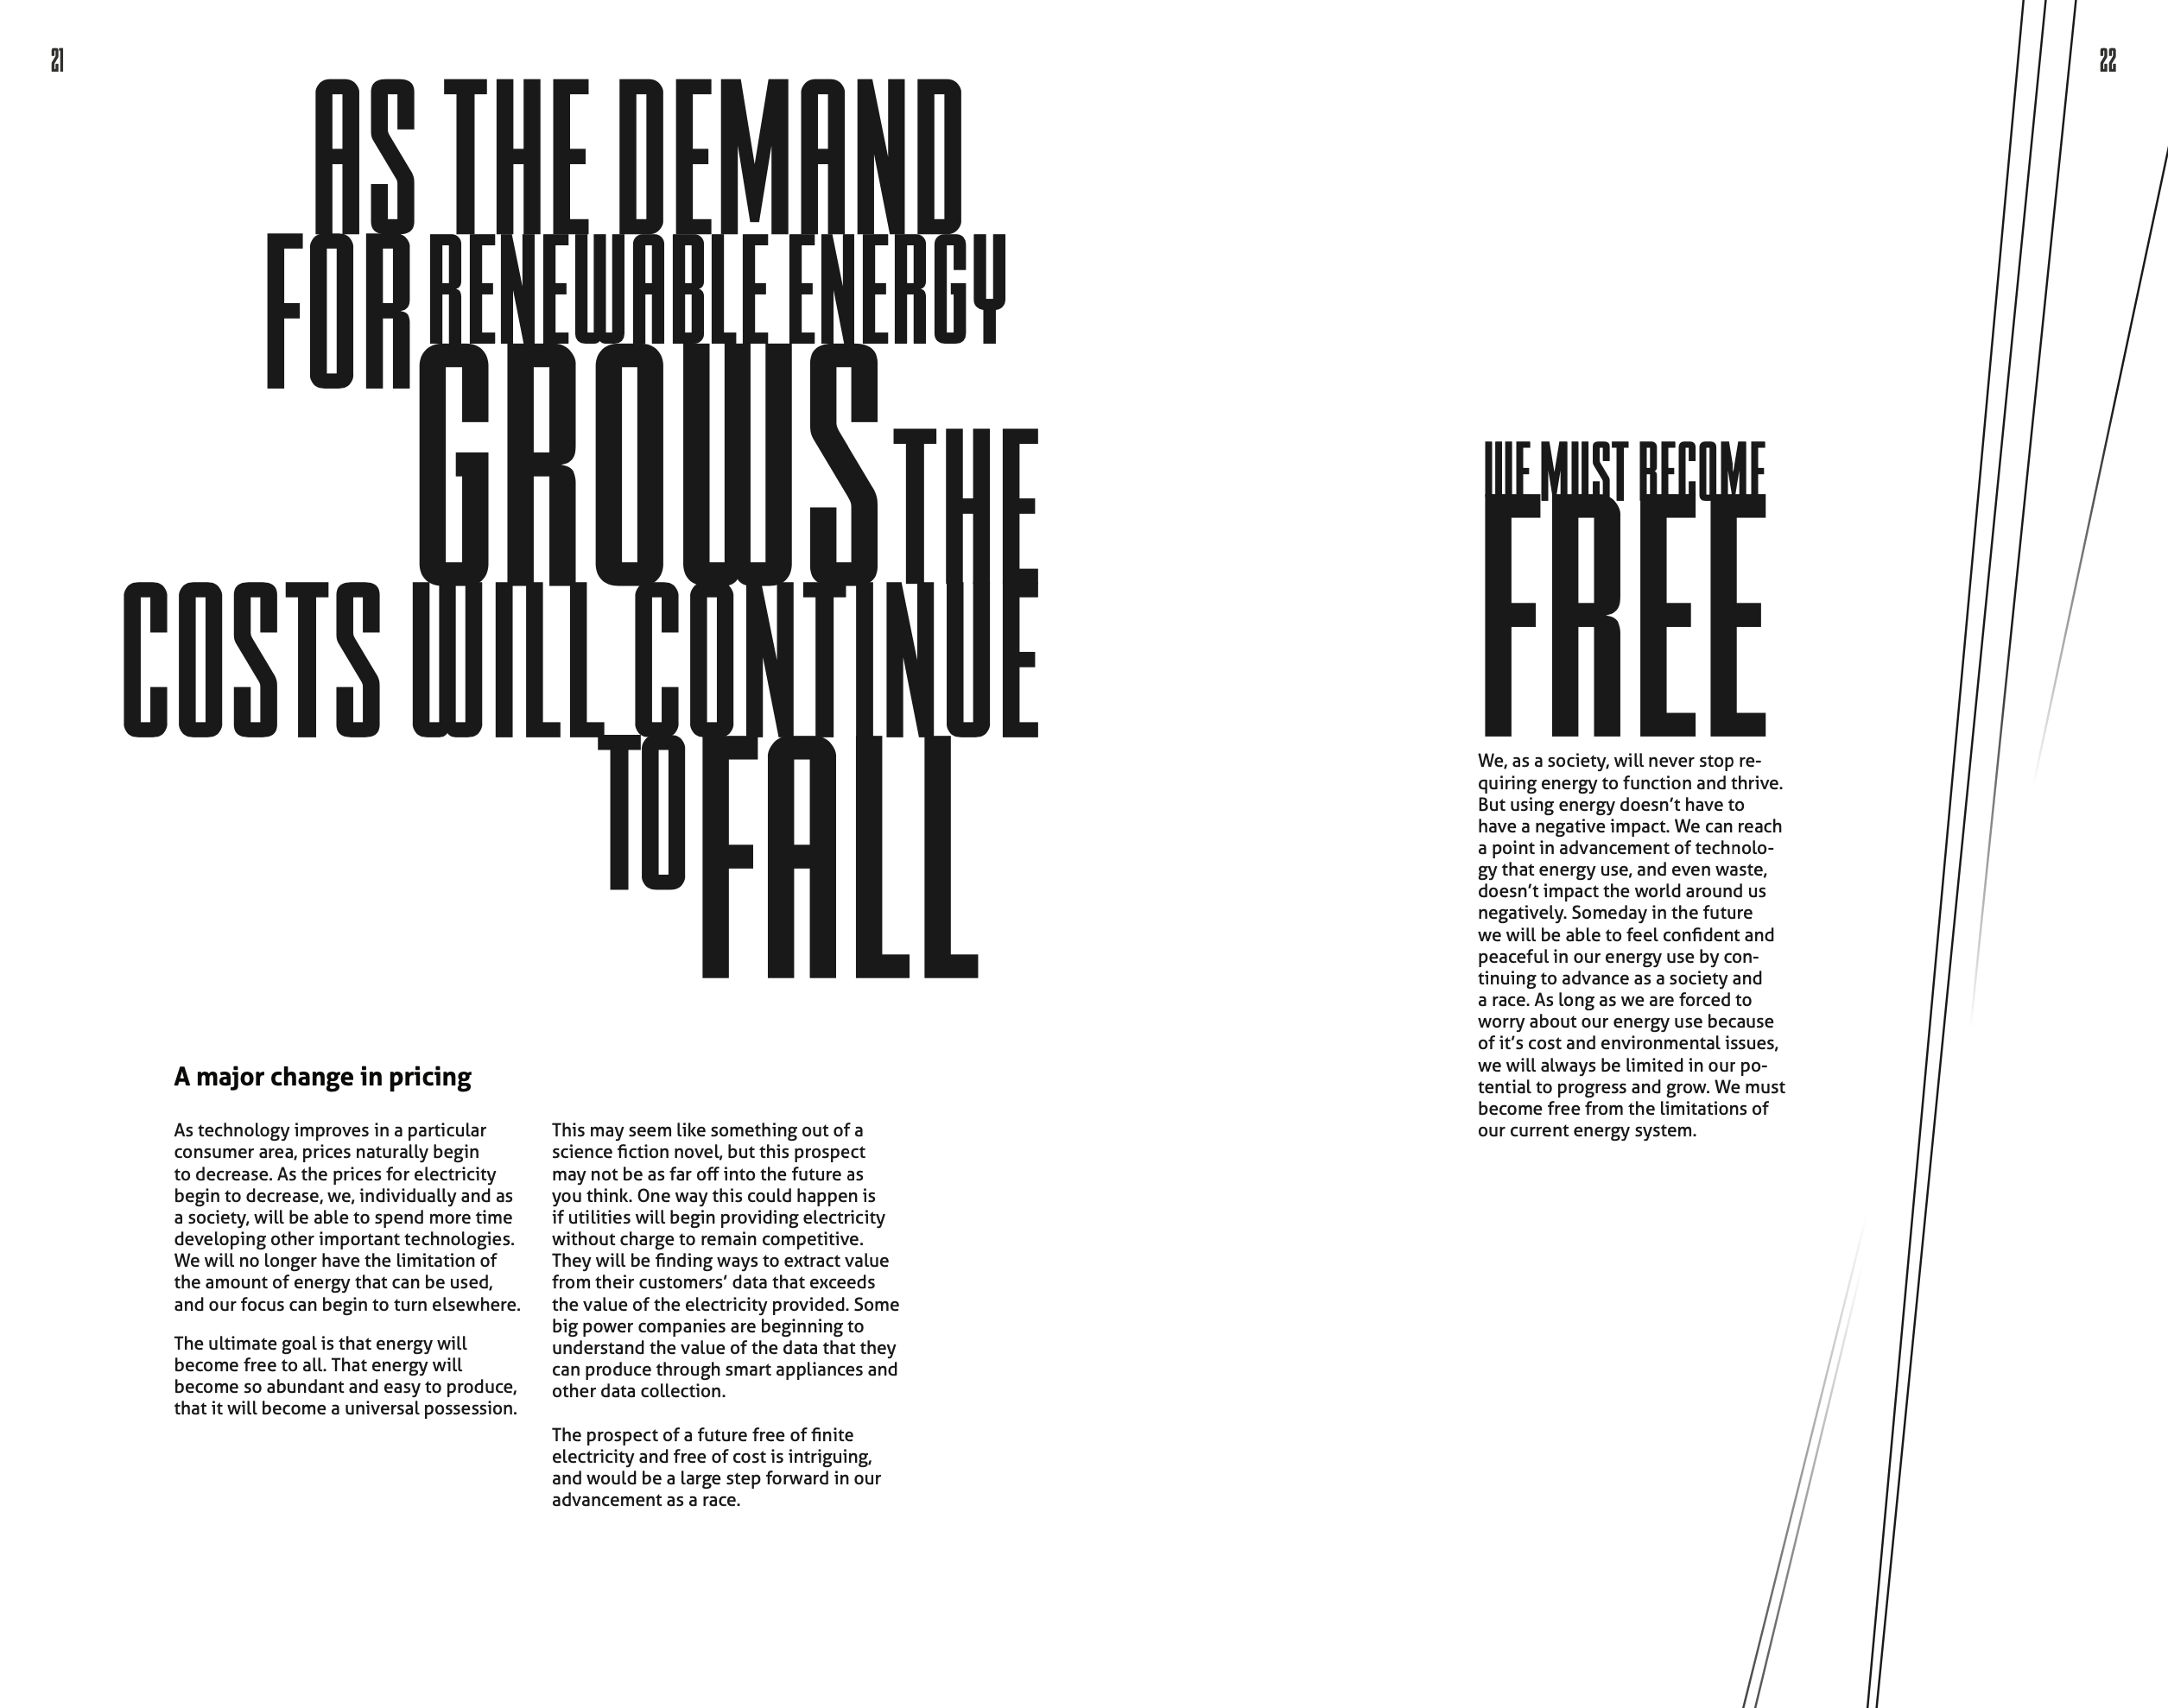 21
AS THE DEMAND
FOR RENEWABLE ENERGY
GROWS THE
COSTS WILL CONTINUE
TO FALL
A major change in pricing
As technology improves in a particular
consumer area, prices naturally begin
to decrease. As the prices for electricity
begin to decrease, we, individually and as
a society, will be able to spend more time
developing other important technologies.
We will no longer have the limitation of
the amount of energy that can be used,
and our focus can begin to turn elsewhere.
The ultimate goal is that energy will
become free to all. That energy will
become so abundant and easy to produce,
that it will become a universal possession.
This may seem like something out of a
science fiction novel, but this prospect
may not be as far off into the future as
you think. One way this could happen is
if utilities will begin providing electricity
without charge to remain competitive.
They will be finding ways to extract value
from their customers’ data that exceeds
the value of the electricity provided. Some
big power companies are beginning to
understand the value of the data that they
can produce through smart appliances and
other data collection.
The prospect of a future free of finite
electricity and free of cost is intriguing,
and would be a large step forward in our
advancement as a race.
22
WE MUST BECOME
FREE
We, as a society, will never stop re-
quiring energy to function and thrive.
But using energy doesn’t have to
have a negative impact. We can reach
a point in advancement of technolo-
gy that energy use, and even waste,
doesn’t impact the world around us
negatively. Someday in the future
we will be able to feel confident and
peaceful in our energy use by con-
tinuing to advance as a society and
a race. As long as we are forced to
worry about our energy use because
of it’s cost and environmental issues,
we will always be limited in our po-
tential to progress and grow. We must
become free from the limitations of
our current energy system.